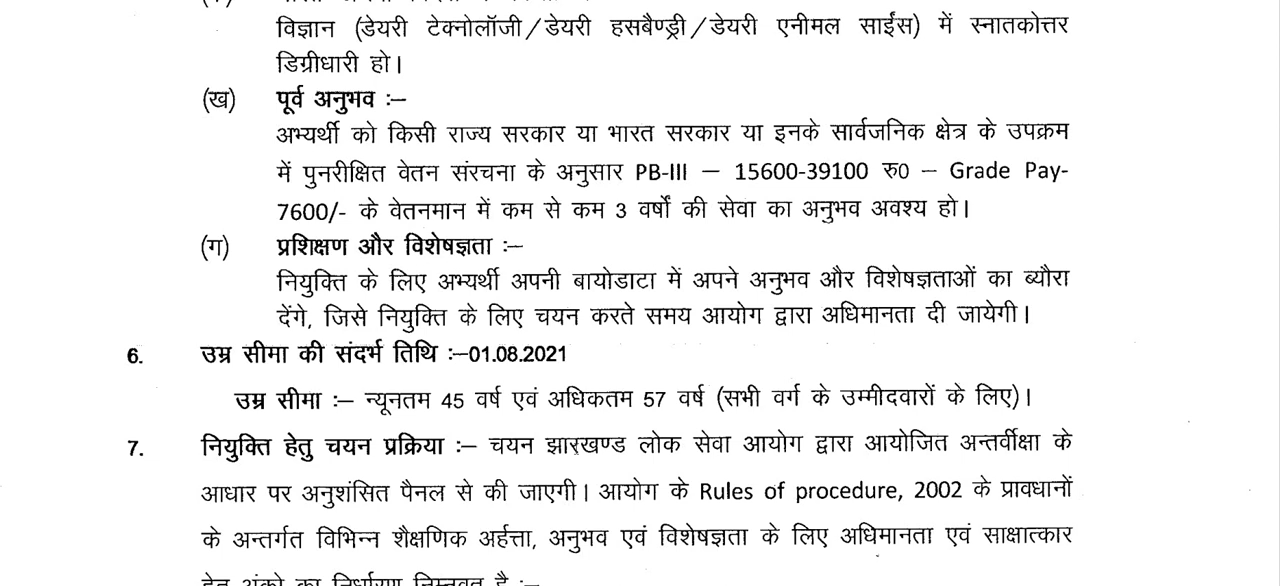 विज्ञान (डेयरी टेक्नोलॉजी/डेयरी हसबैण्ड्री/डेयरी एनीमल साईंस) में स्नातकोत्तर
डिग्रीधारी हो।
(ख) पूर्व अनुभव :–
अभ्यर्थी को किसी राज्य सरकार या भारत सरकार या इनके सार्वजनिक क्षेत्र के उपक्रम
में पुनरीक्षित वेतन संरचना के अनुसार PB-III – 15600-39100 रु0 – Grade Pay-
7600/- के वेतनमान में कम से कम 3 वर्षों की सेवा का अनुभव अवश्य हो।
(ग) प्रशिक्षण और विशेषज्ञता :–
नियुक्ति के लिए अभ्यर्थी अपनी बायोडाटा में अपने अनुभव और विशेषज्ञताओं का ब्यौरा
देंगे, जिसे नियुक्ति के लिए चयन करते समय आयोग द्वारा अधिमानता दी जायेगी।
6. उम्र सीमा की संदर्भ तिथि :–01.08.2021
उम्र सीमा :– न्यूनतम 45 वर्ष एवं अधिकतम 57 वर्ष (सभी वर्ग के उम्मीदवारों के लिए)।
7. नियुक्ति हेतु चयन प्रक्रिया :– चयन झारखण्ड लोक सेवा आयोग द्वारा आयोजित अन्तर्वीक्षा के
आधार पर अनुशंसित पैनल से की जाएगी। आयोग के Rules of procedure, 2002 के प्रावधानों
के अन्तर्गत विभिन्न शैक्षणिक अर्हत्ता, अनुभव एवं विशेषज्ञता के लिए अधिमानता एवं साक्षात्कार
हेतु अंको का निर्धारण निम्नवत है :–